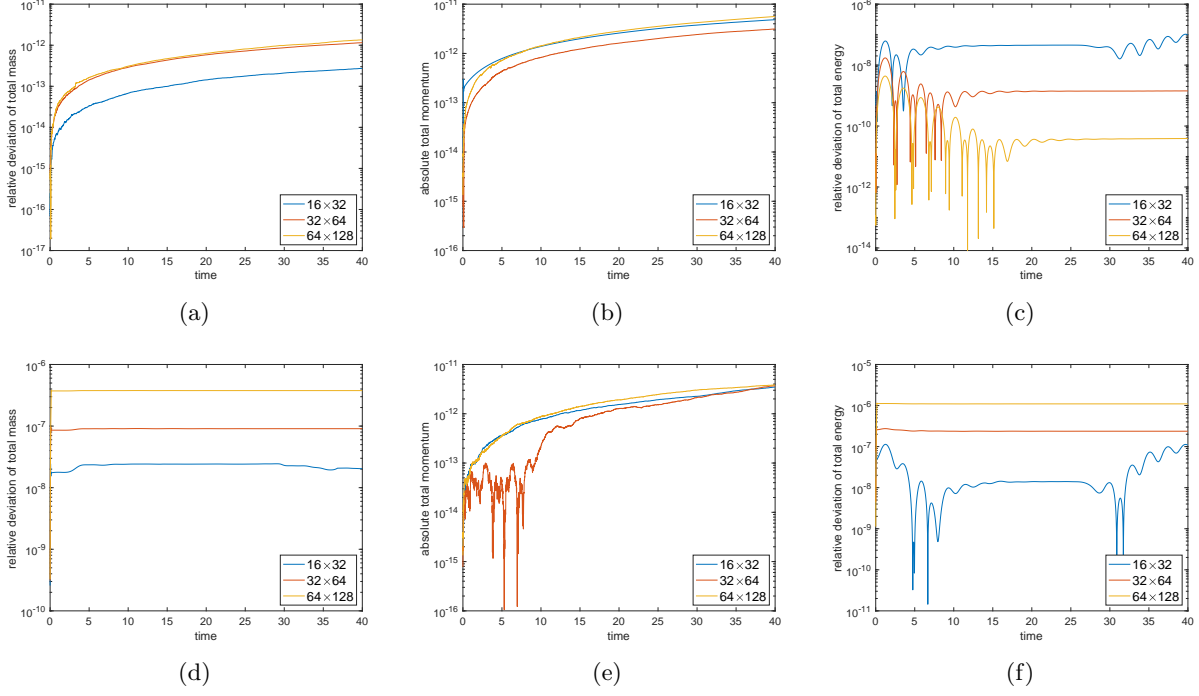 relative deviation of total mass
10^-12
10^-13
10^-14
10^-15
10^-16
10^-17
0 5 10 15 20 25 30 35 40
time
16×32
32×64
64×128
(a)
absolute total momentum
10^-11
10^-12
10^-13
10^-14
10^-15
10^-16
0 5 10 15 20 25 30 35 40
time
16×32
32×64
64×128
(b)
relative deviation of total energy
10^-6
10^-8
10^-10
10^-12
10^-14
0 5 10 15 20 25 30 35 40
time
16×32
32×64
64×128
(c)
relative deviation of total mass
10^-6
10^-7
10^-8
10^-9
10^-10
0 5 10 15 20 25 30 35 40
time
16×32
32×64
64×128
(d)
absolute total momentum
10^-11
10^-12
10^-13
10^-14
10^-15
10^-16
0 5 10 15 20 25 30 35 40
time
16×32
32×64
64×128
(e)
relative deviation of total energy
10^-5
10^-6
10^-7
10^-8
10^-9
10^-10
10^-11
0 5 10 15 20 25 30 35 40
time
16×32
32×64
64×128
(f)